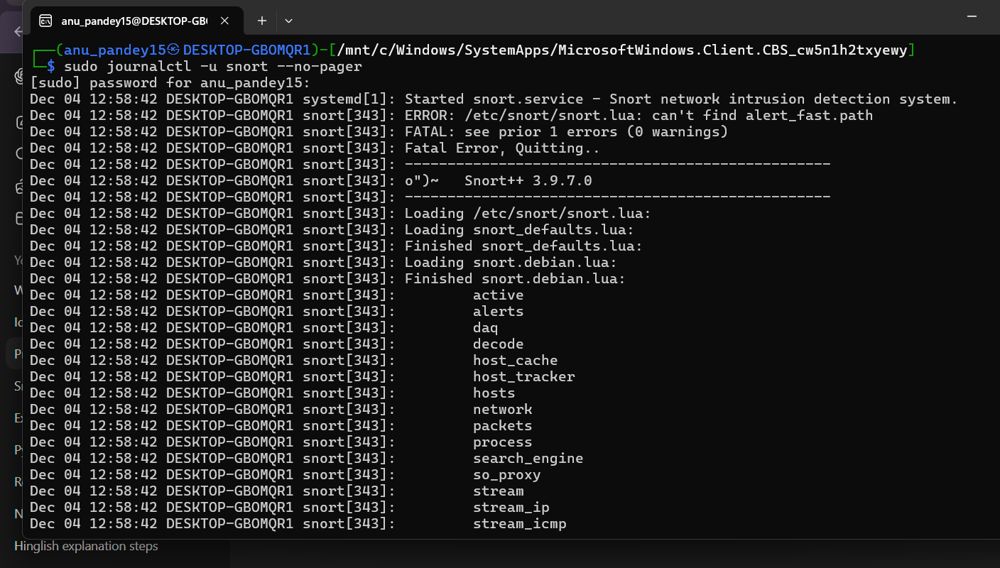 anu_pandey15@DESKTOP-GBO
┌──(anu_pandey15㉿DESKTOP-GBOMQR1)-[/mnt/c/Windows/SystemApps/MicrosoftWindows.Client.CBS_cw5n1h2txyewy]
└─$ sudo journalctl -u snort --no-pager
[sudo] password for anu_pandey15:
Dec 04 12:58:42 DESKTOP-GBOMQR1 systemd[1]: Started snort.service - Snort network intrusion detection system.
Dec 04 12:58:42 DESKTOP-GBOMQR1 snort[343]: ERROR: /etc/snort/snort.lua: can't find alert_fast.path
Dec 04 12:58:42 DESKTOP-GBOMQR1 snort[343]: FATAL: see prior 1 errors (0 warnings)
Dec 04 12:58:42 DESKTOP-GBOMQR1 snort[343]: Fatal Error, Quitting..
Dec 04 12:58:42 DESKTOP-GBOMQR1 snort[343]: --------------------------------------------------
Dec 04 12:58:42 DESKTOP-GBOMQR1 snort[343]: o")~   Snort++ 3.9.7.0
Dec 04 12:58:42 DESKTOP-GBOMQR1 snort[343]: --------------------------------------------------
Dec 04 12:58:42 DESKTOP-GBOMQR1 snort[343]: Loading /etc/snort/snort.lua:
Dec 04 12:58:42 DESKTOP-GBOMQR1 snort[343]: Loading snort_defaults.lua:
Dec 04 12:58:42 DESKTOP-GBOMQR1 snort[343]: Finished snort_defaults.lua:
Dec 04 12:58:42 DESKTOP-GBOMQR1 snort[343]: Loading snort.debian.lua:
Dec 04 12:58:42 DESKTOP-GBOMQR1 snort[343]: Finished snort.debian.lua:
Dec 04 12:58:42 DESKTOP-GBOMQR1 snort[343]:         active
Dec 04 12:58:42 DESKTOP-GBOMQR1 snort[343]:         alerts
Dec 04 12:58:42 DESKTOP-GBOMQR1 snort[343]:         daq
Dec 04 12:58:42 DESKTOP-GBOMQR1 snort[343]:         decode
Dec 04 12:58:42 DESKTOP-GBOMQR1 snort[343]:         host_cache
Dec 04 12:58:42 DESKTOP-GBOMQR1 snort[343]:         host_tracker
Dec 04 12:58:42 DESKTOP-GBOMQR1 snort[343]:         hosts
Dec 04 12:58:42 DESKTOP-GBOMQR1 snort[343]:         network
Dec 04 12:58:42 DESKTOP-GBOMQR1 snort[343]:         packets
Dec 04 12:58:42 DESKTOP-GBOMQR1 snort[343]:         process
Dec 04 12:58:42 DESKTOP-GBOMQR1 snort[343]:         search_engine
Dec 04 12:58:42 DESKTOP-GBOMQR1 snort[343]:         so_proxy
Dec 04 12:58:42 DESKTOP-GBOMQR1 snort[343]:         stream
Dec 04 12:58:42 DESKTOP-GBOMQR1 snort[343]:         stream_ip
Dec 04 12:58:42 DESKTOP-GBOMQR1 snort[343]:         stream_icmp
Hinglish explanation steps